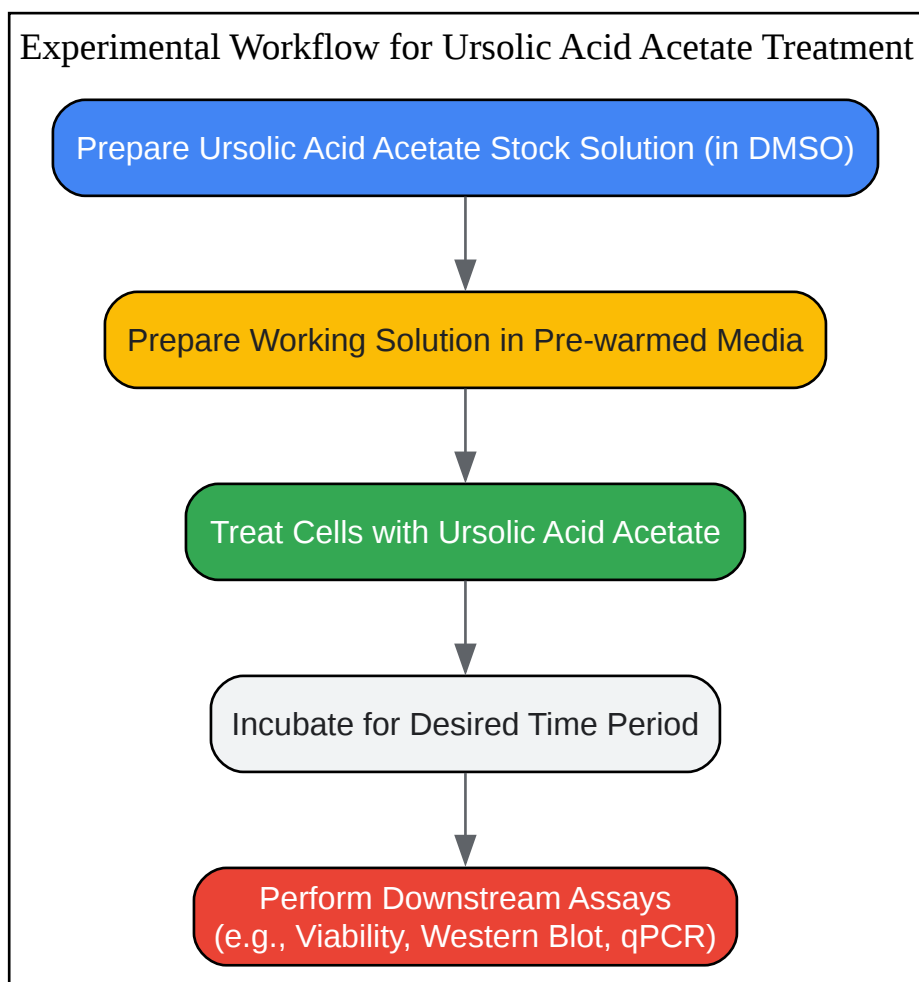 Experimental Workflow for Ursolic Acid Acetate Treatment
Prepare Ursolic Acid Acetate Stock Solution (in DMSO)
Prepare Working Solution in Pre-warmed Media
Treat Cells with Ursolic Acid Acetate
Incubate for Desired Time Period
Perform Downstream Assays
(e.g., Viability, Western Blot, qPCR)